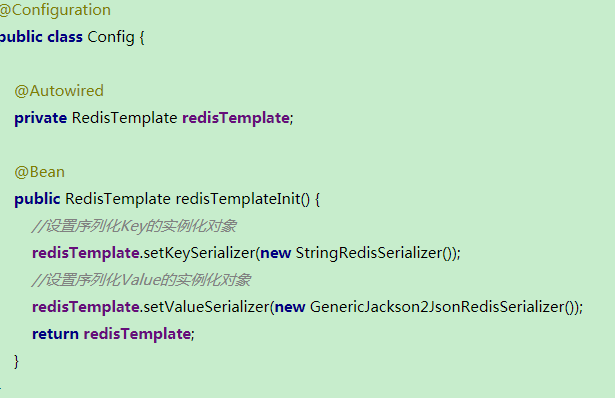 @Configuration
public class Config {
@Autowired
private RedisTemplate redisTemplate;
@Bean
public RedisTemplate redisTemplateInit() {
//设置序列化Key的实例化对象
redisTemplate.setKeySerializer(new StringRedisSerializer());
//设置序列化Value的实例化对象
redisTemplate.setValueSerializer(new GenericJackson2JsonRedisSerializer());
return redisTemplate;
}